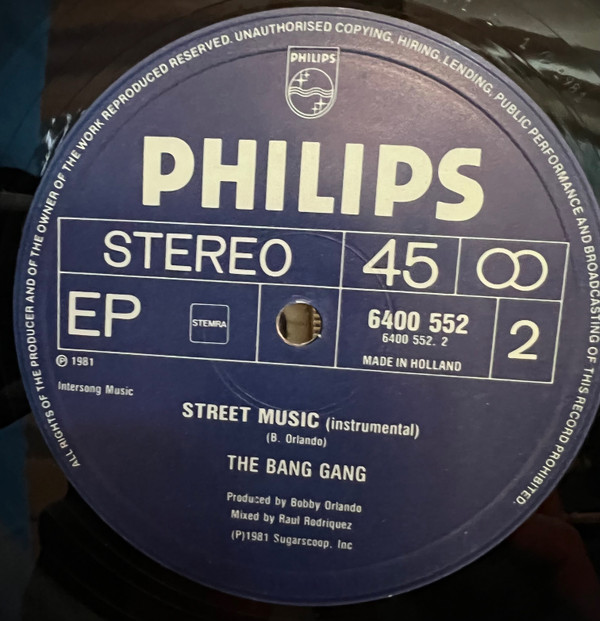 ALL RIGHTS OF THE PRODUCER AND OF THE OWNER OF THE WORK REPRODUCED RESERVED. UNAUTHORISED COPYING, HIRING, LENDING, PUBLIC PERFORMANCE AND BROADCASTING OF THIS RECORD PROHIBITED.
PHILIPS
PHILIPS
STEREO 45
EP STEMRA 6400 552 2
6400 552. 2
MADE IN HOLLAND
℗ 1981
Intersong Music
STREET MUSIC (instrumental)
(B. Orlando)
THE BANG GANG
Produced by Bobby Orlando
Mixed by Raul Rodriquez
(P)1981 Sugarscoop, Inc